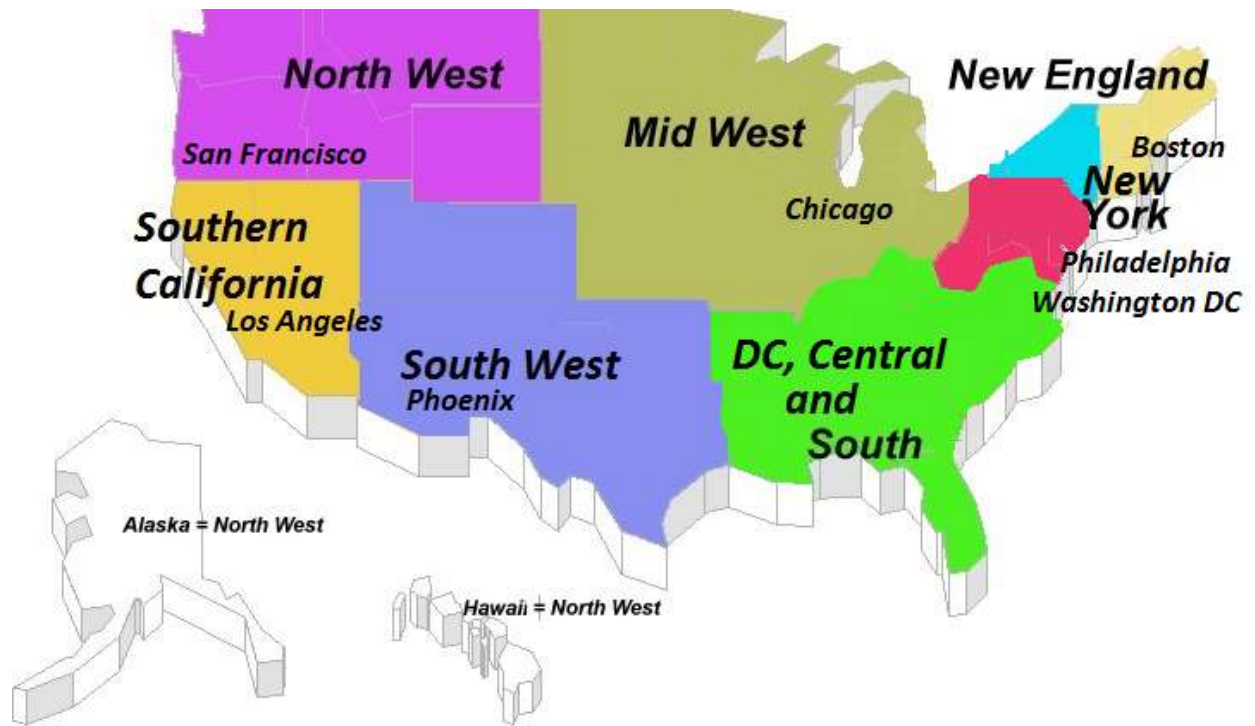 North West
New England
Mid West
San Francisco
Boston
Chicago
New
York
Southern
California
Los Angeles
Philadelphia
Washington DC
South West
Phoenix
DC, Central
and
South
Alaska = North West
Hawaii = North West